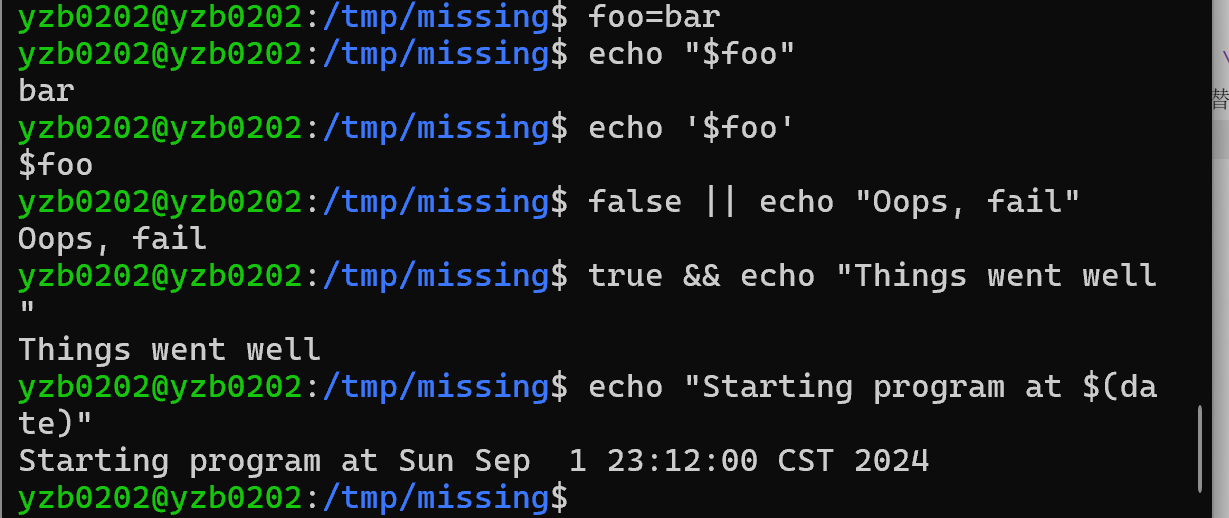 yzb0202@yzb0202:/tmp/missing$ foo=bar
yzb0202@yzb0202:/tmp/missing$ echo "$foo"
bar
yzb0202@yzb0202:/tmp/missing$ echo '$foo'
$foo
yzb0202@yzb0202:/tmp/missing$ false || echo "Oops, fail"
Oops, fail
yzb0202@yzb0202:/tmp/missing$ true && echo "Things went well
"
Things went well
yzb0202@yzb0202:/tmp/missing$ echo "Starting program at $(da
te)"
Starting program at Sun Sep  1 23:12:00 CST 2024
yzb0202@yzb0202:/tmp/missing$
替